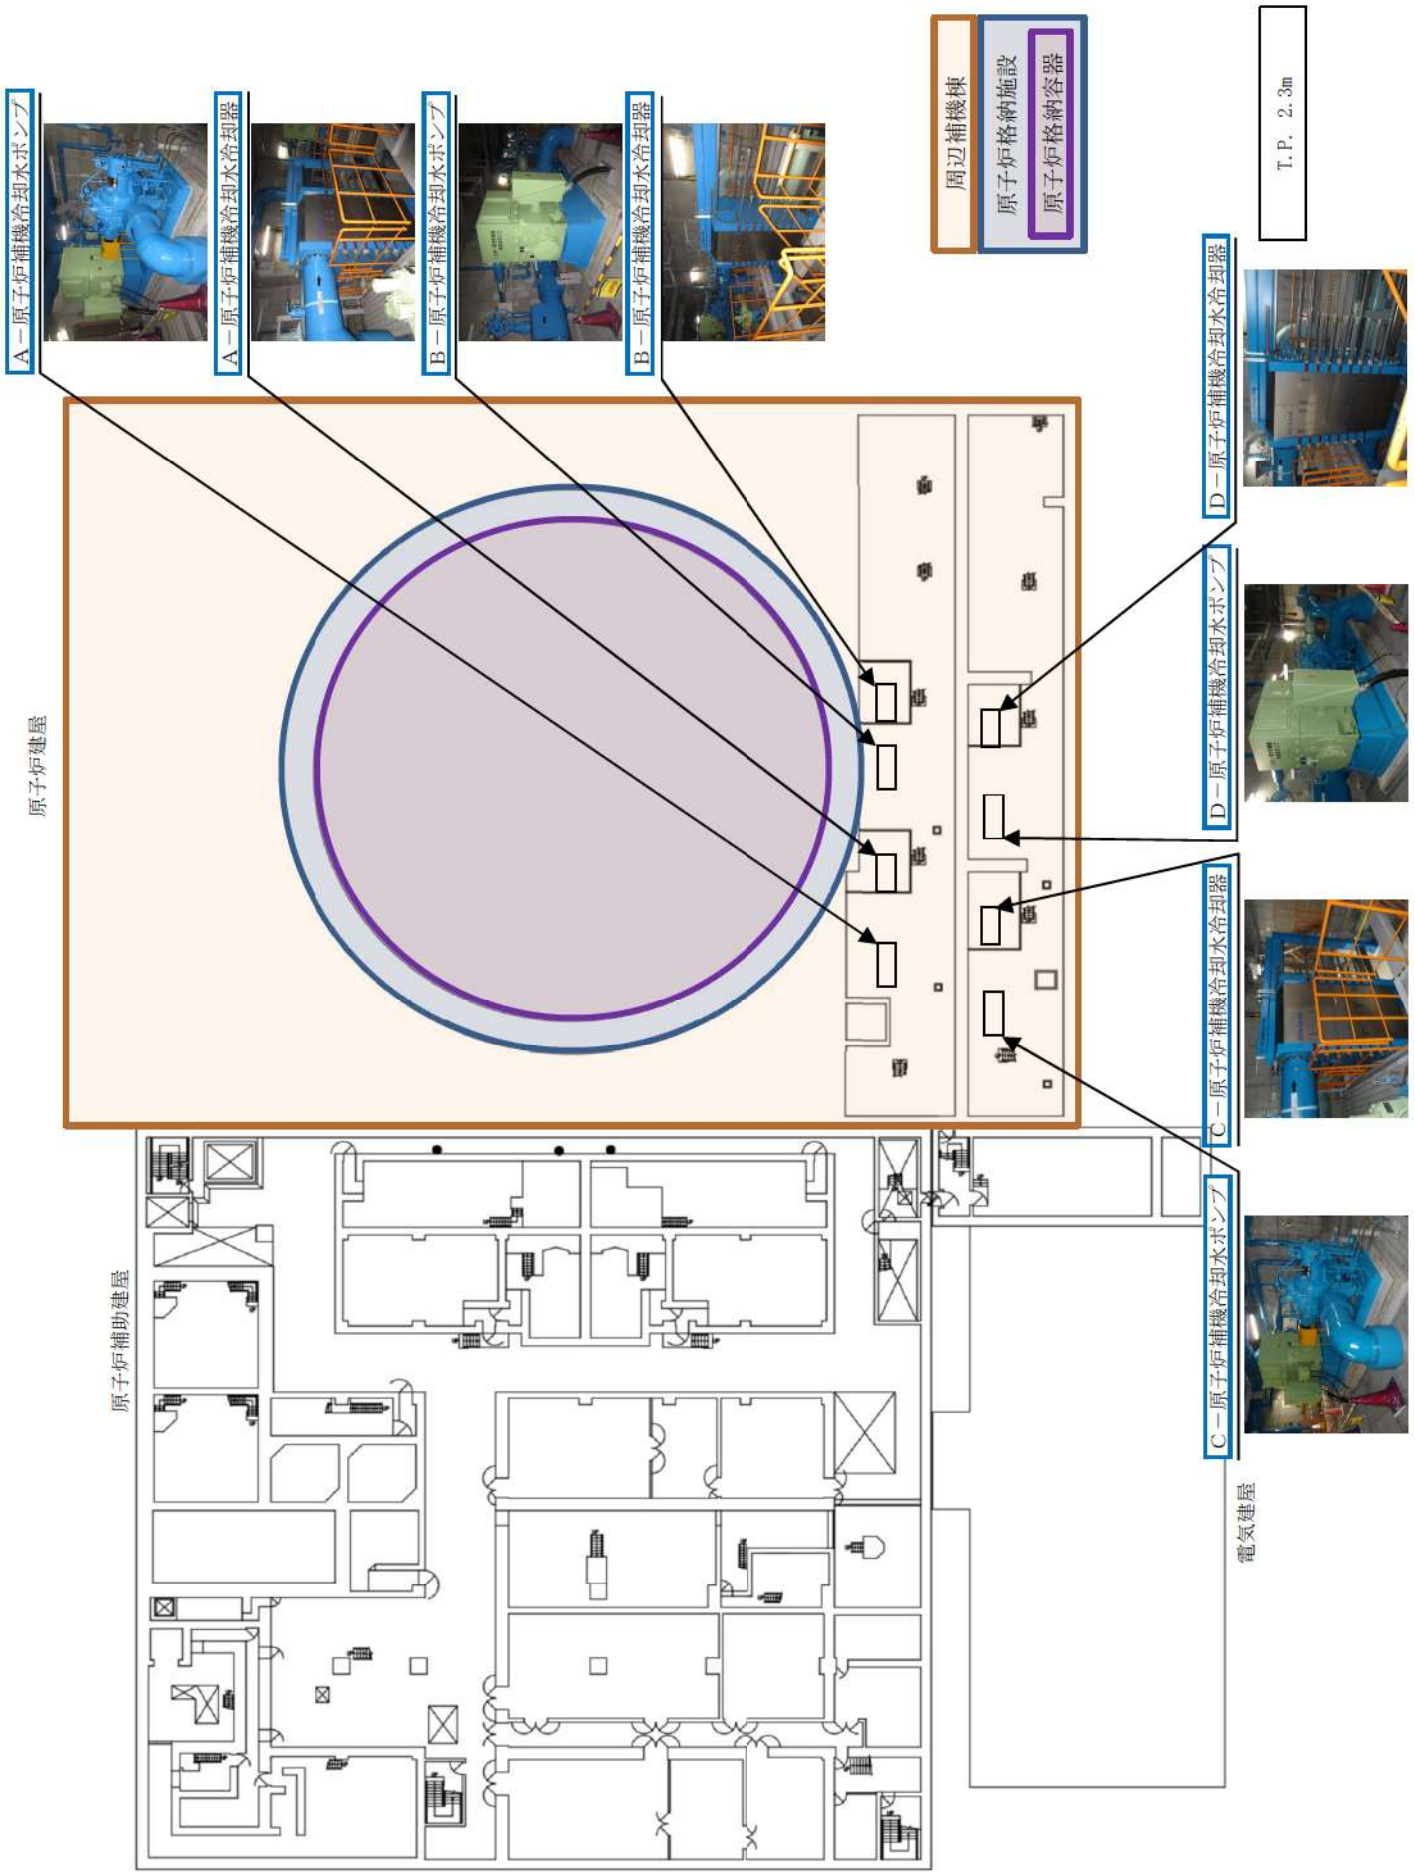 A－原子炉補機冷却水ポンプ
A－原子炉補機冷却水冷却器
B－原子炉補機冷却水ポンプ
B－原子炉補機冷却水冷却器
周辺補機棟
原子炉格納施設
原子炉格納容器
T.P. 2.3m
原子炉建屋
D－原子炉補機冷却水冷却器
D－原子炉補機冷却水ポンプ
C－原子炉補機冷却水冷却器
C－原子炉補機冷却水ポンプ
原子炉補助建屋
電気建屋